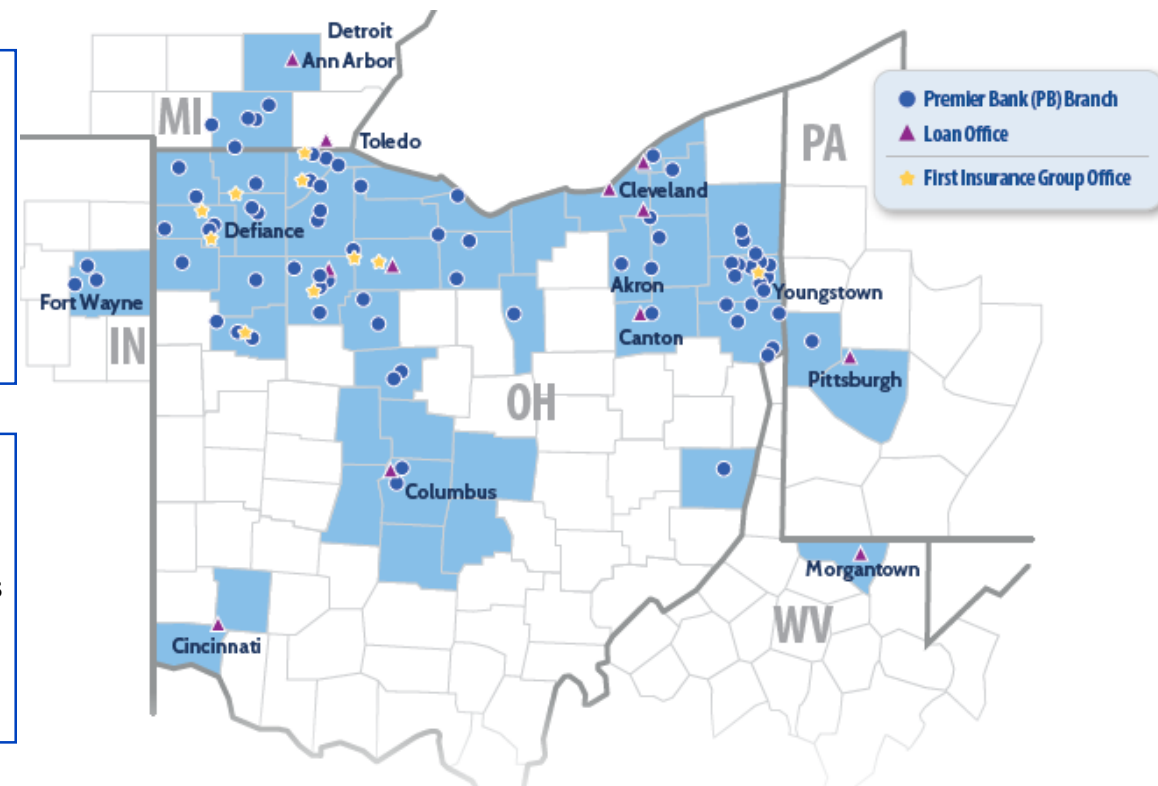 Detroit
Ann Arbor
MI
Toledo
PA
Premier Bank (PB) Branch
Loan Office
First Insurance Group Office
Cleveland
Defiance
Akron
Youngstown
Fort Wayne
Canton
IN
Pittsburgh
OH
Columbus
Morgantown
s
WV
Cincinnati